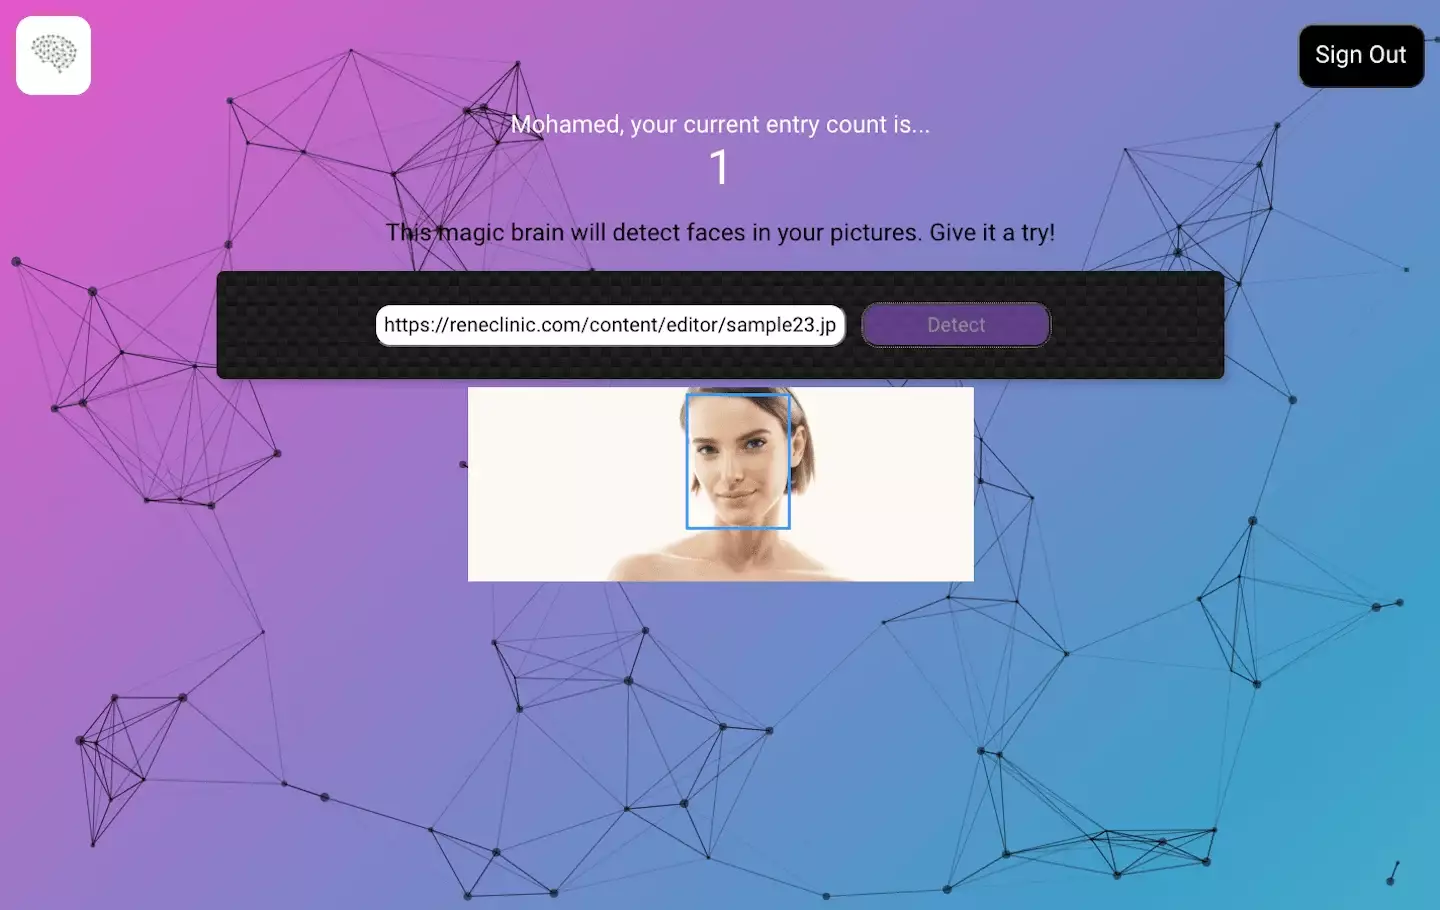 Sign Out
Mohamed, your current entry count is...
1
This magic brain will detect faces in your pictures. Give it a try!
https://reneclinic.com/content/editor/sample23.jp
Detect